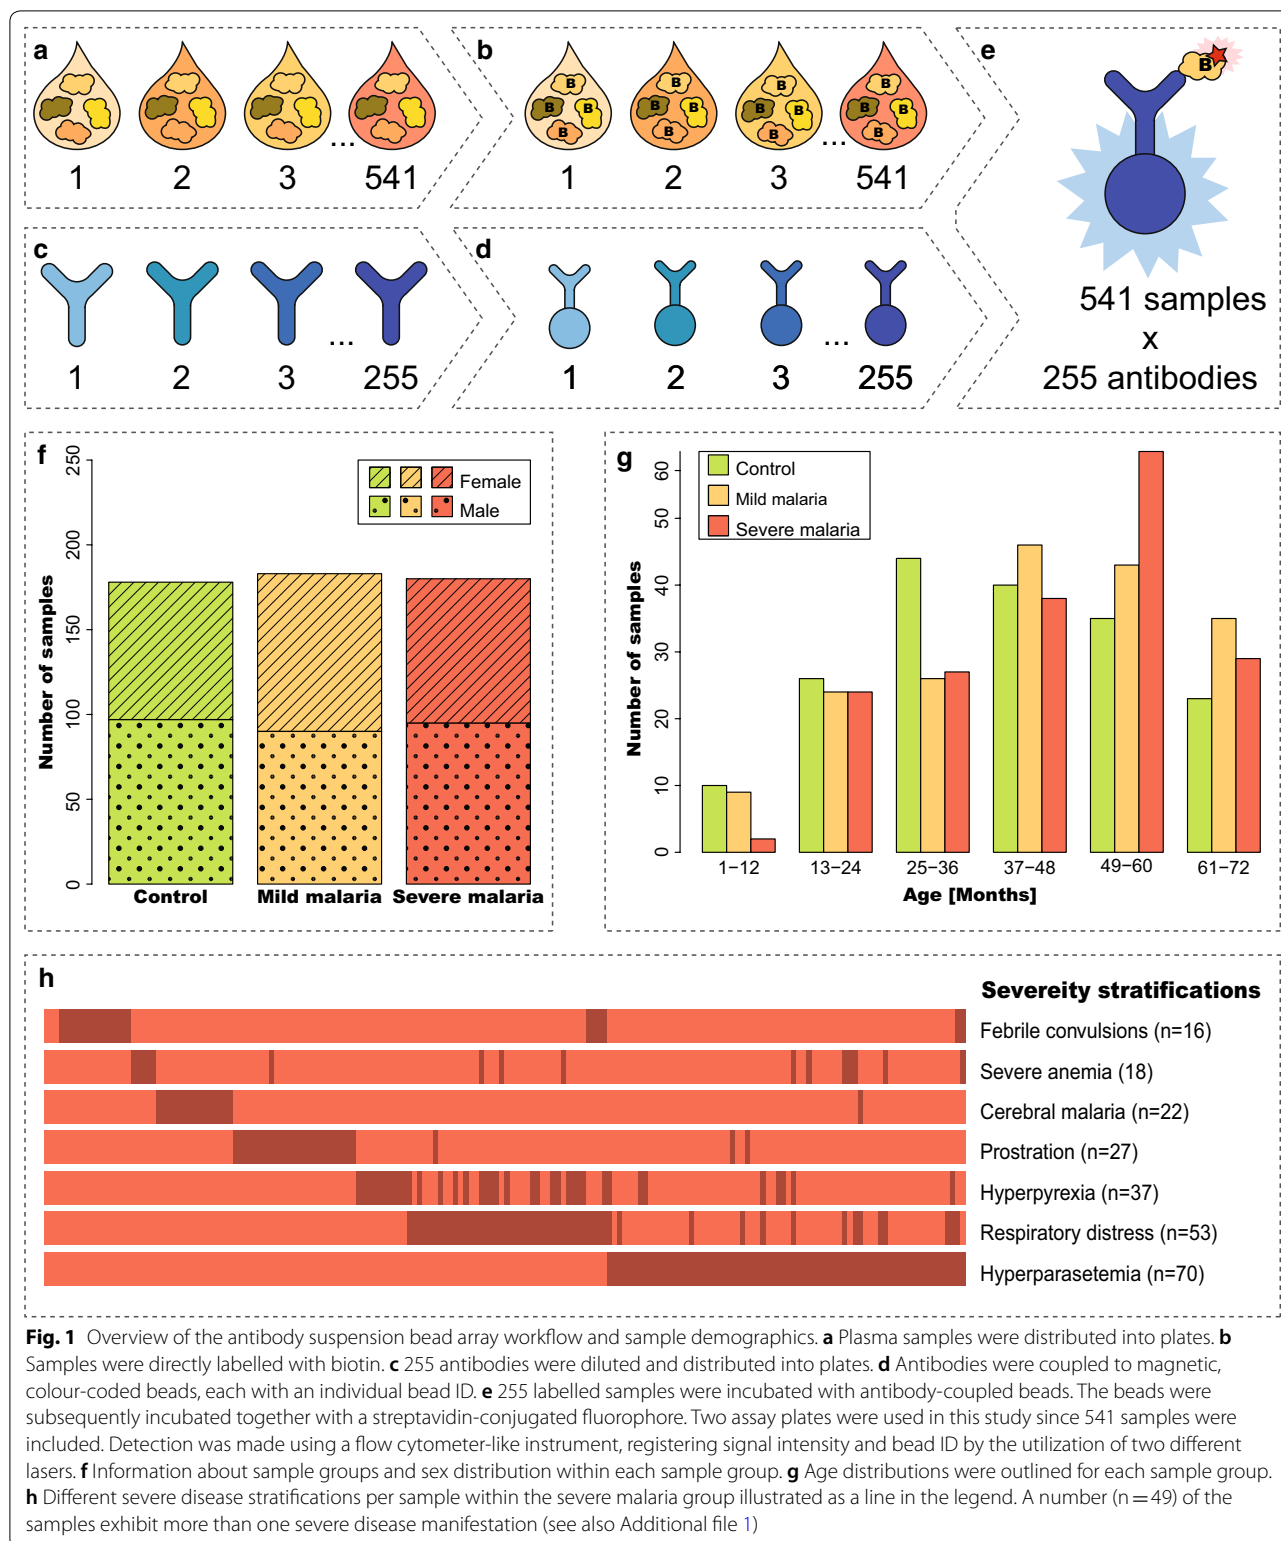 a
1 2 3 ... 541
b
B B B B B B B B B B B B B B B B
1 2 3 ... 541
c
1 2 3 ... 255
d
1 2 3 ... 255
e
B
541 samples
x
255 antibodies
f
Number of samples
0 50 100 150 200 250
Female
Male
Control Mild malaria Severe malaria
g
Number of samples
0 10 20 30 40 50 60
Control
Mild malaria
Severe malaria
1–12 13–24 25–36 37–48 49–60 61–72
Age [Months]
h
Severeity stratifications
Febrile convulsions (n=16)
Severe anemia (18)
Cerebral malaria (n=22)
Prostration (n=27)
Hyperpyrexia (n=37)
Respiratory distress (n=53)
Hyperparasetemia (n=70)
Fig. 1 Overview of the antibody suspension bead array workflow and sample demographics. a Plasma samples were distributed into plates. b
Samples were directly labelled with biotin. c 255 antibodies were diluted and distributed into plates. d Antibodies were coupled to magnetic,
colour-coded beads, each with an individual bead ID. e 255 labelled samples were incubated with antibody-coupled beads. The beads were
subsequently incubated together with a streptavidin-conjugated fluorophore. Two assay plates were used in this study since 541 samples were
included. Detection was made using a flow cytometer-like instrument, registering signal intensity and bead ID by the utilization of two different
lasers. f Information about sample groups and sex distribution within each sample group. g Age distributions were outlined for each sample group.
h Different severe disease stratifications per sample within the severe malaria group illustrated as a line in the legend. A number (n = 49) of the
samples exhibit more than one severe disease manifestation (see also Additional file 1)